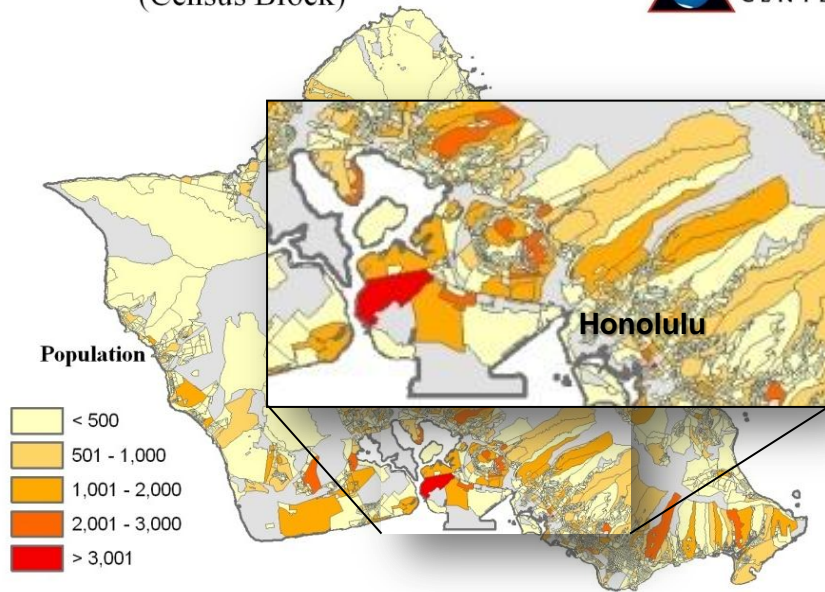 (Census Block)
Honolulu
Population
< 500
501 - 1,000
1,001 - 2,000
2,001 - 3,000
> 3,001